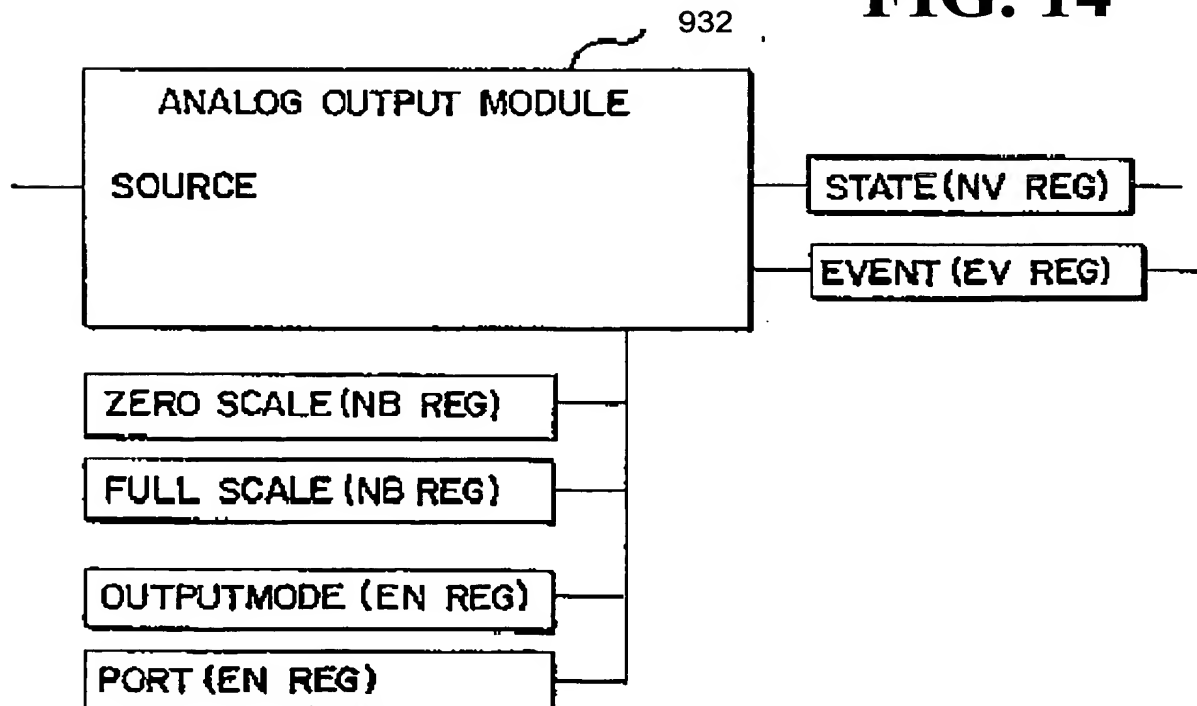 FIG. 14
932
ANALOG OUTPUT MODULE
SOURCE
STATE (NV REG)
EVENT (EV REG)
ZERO SCALE (NB REG)
FULL SCALE (NB REG)
OUTPUTMODE (EN REG)
PORT (EN REG)